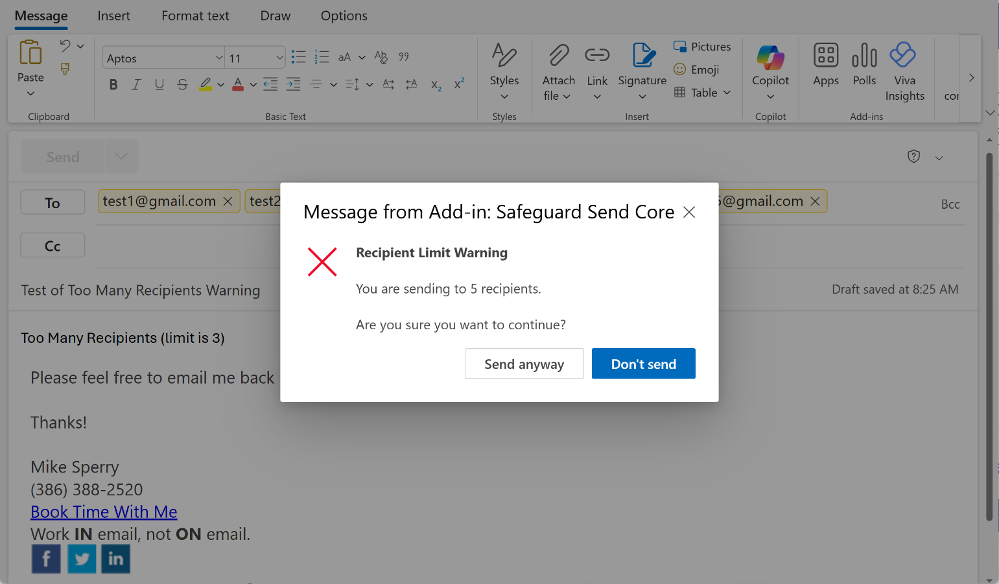 Message Insert Format text Draw Options
Paste
Clipboard
Aptos 11
Basic Text
Styles
Styles
Attach file
Link
Signature
Pictures
Emoji
Table
Insert
Copilot
Copilot
Apps
Polls
Viva Insights
Add-ins
Send
To test1@gmail.com test2 @gmail.com Bcc
Cc
Test of Too Many Recipients Warning Draft saved at 8:25 AM
Message from Add-in: Safeguard Send Core
Recipient Limit Warning
You are sending to 5 recipients.
Are you sure you want to continue?
Send anyway Don't send
Too Many Recipients (limit is 3)
Please feel free to email me back
Thanks!
Mike Sperry
(386) 388-2520
Book Time With Me
Work IN email, not ON email.